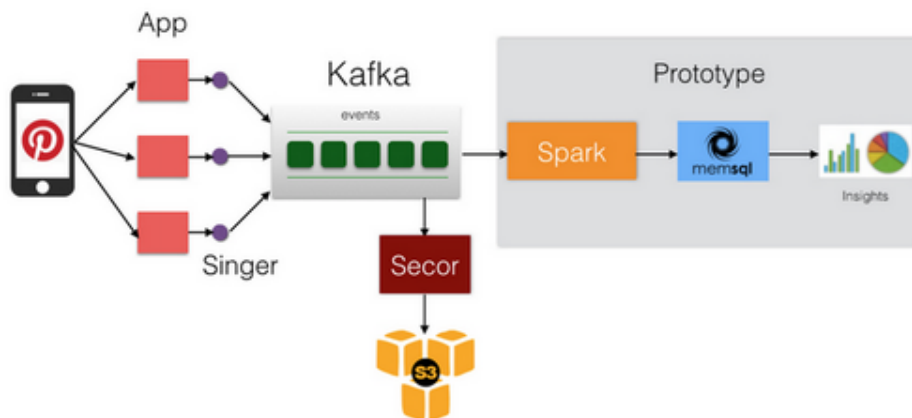 App
Singer
Kafka
events
Secor
S3
Prototype
Spark
memsql
Insights